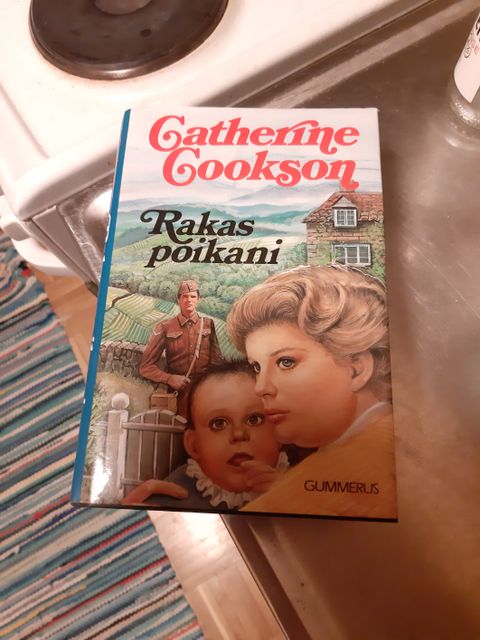 Catherine
Cookson
Rakas
poikani
GUMMERUS